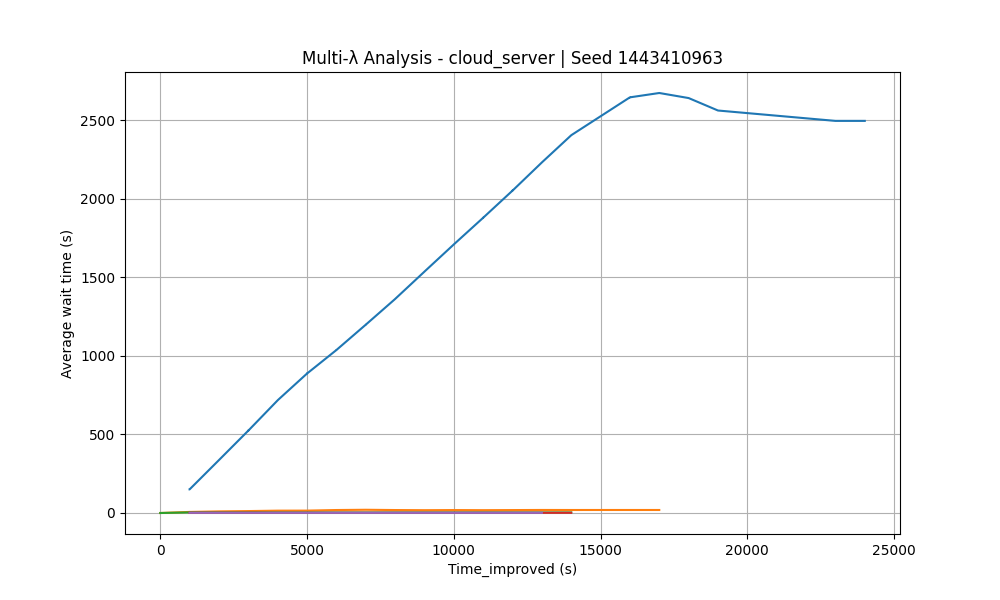 Multi-λ Analysis - cloud_server | Seed 1443410963
Average wait time (s)
2500
2000
1500
1000
500
0
0 5000 10000 15000 20000 25000
Time_improved (s)